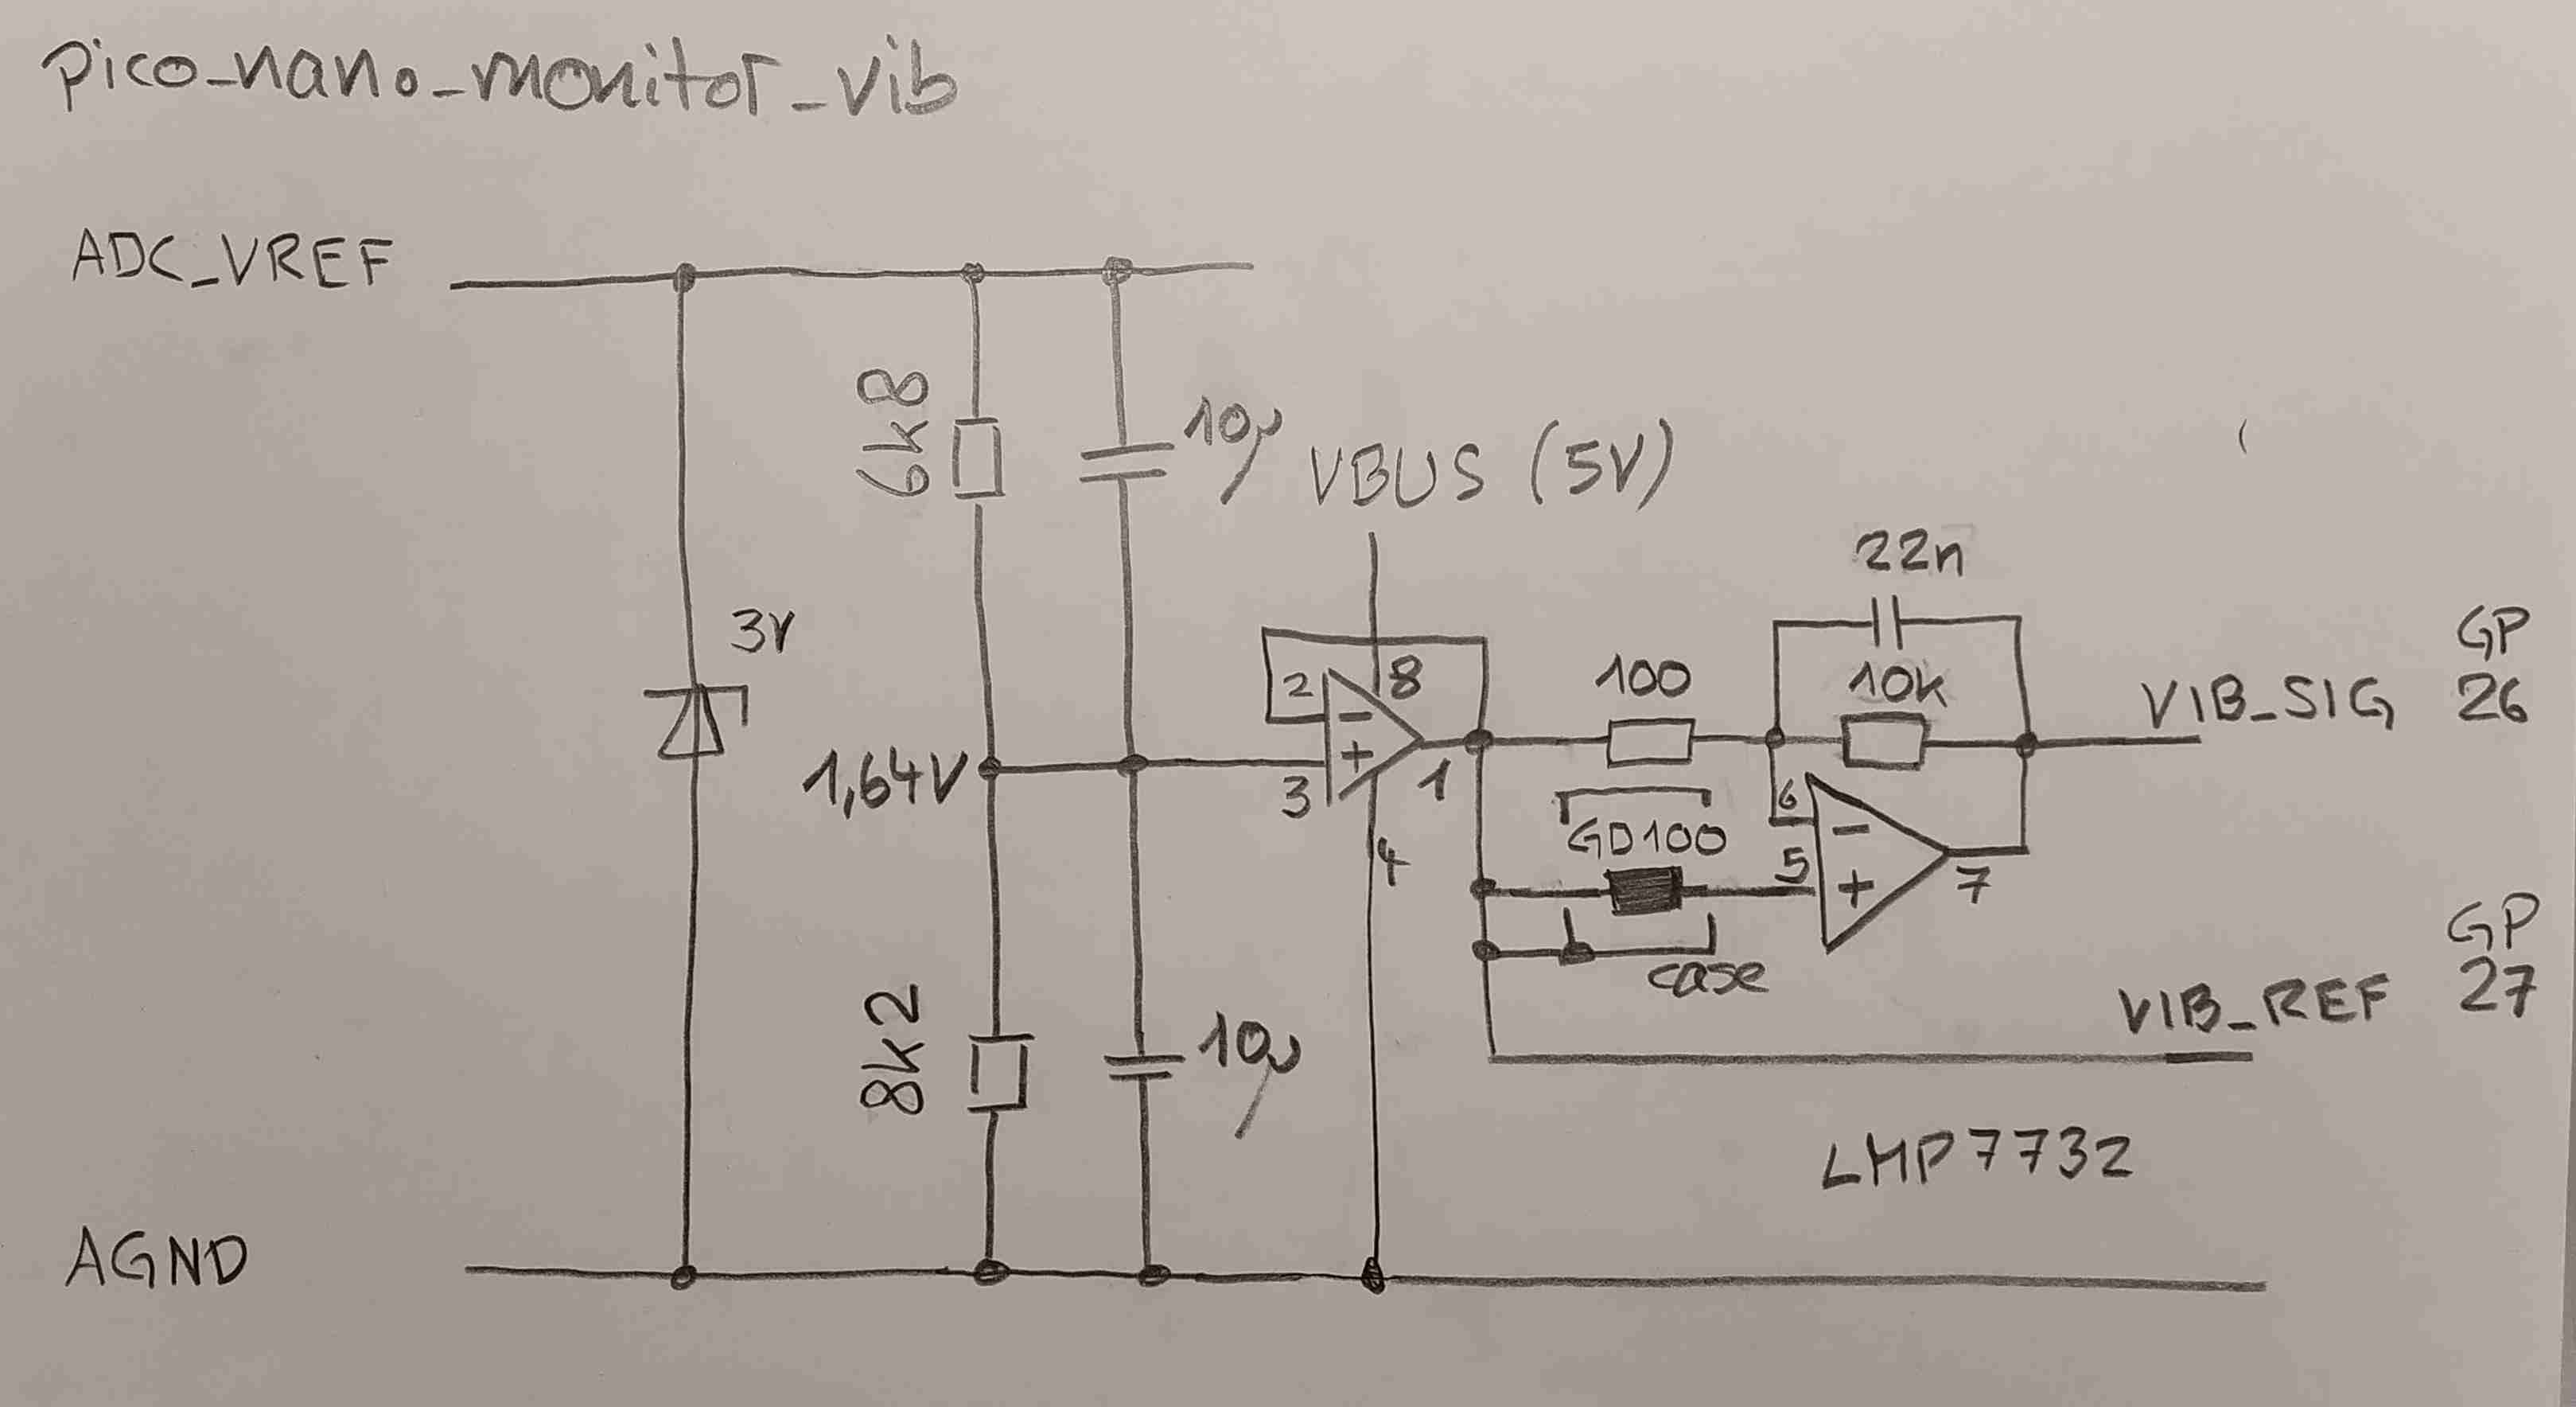 pico_nano_monitor_vib
ADC_VREF
6k8
10µ
VBUS (5V)
22n
3V
2
8
100
10k
VIB_SIG
GP
26
1,64V
3
1
4
GD100
6
5
7
case
8k2
10µ
VIB_REF
GP
27
LMP7732
AGND